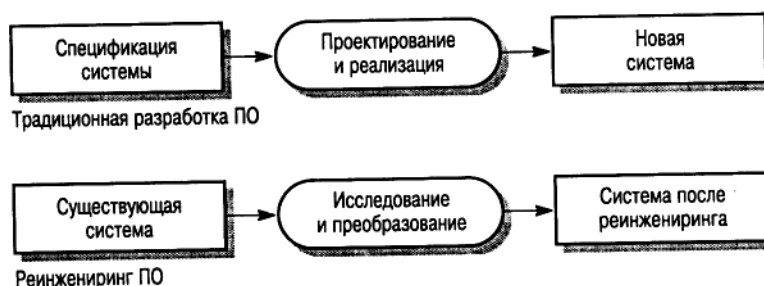 Спецификация
системы
Проектирование
и реализация
Новая
система
Традиционная разработка ПО
Существующая
система
Исследование
и преобразование
Система после
реинжениринга
Реинжениринг ПО